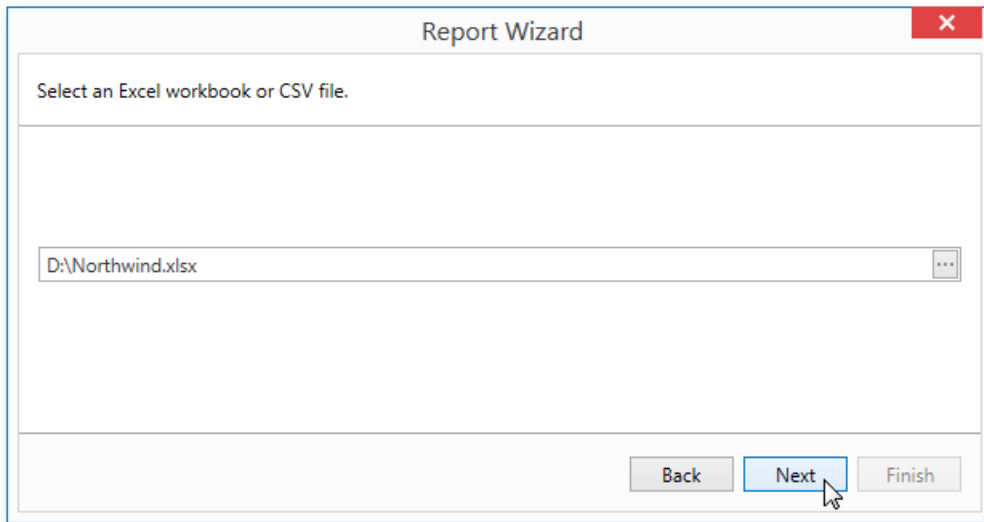 Report Wizard
Select an Excel workbook or CSV file.
D:\Northwind.xlsx
...
Back Next Finish